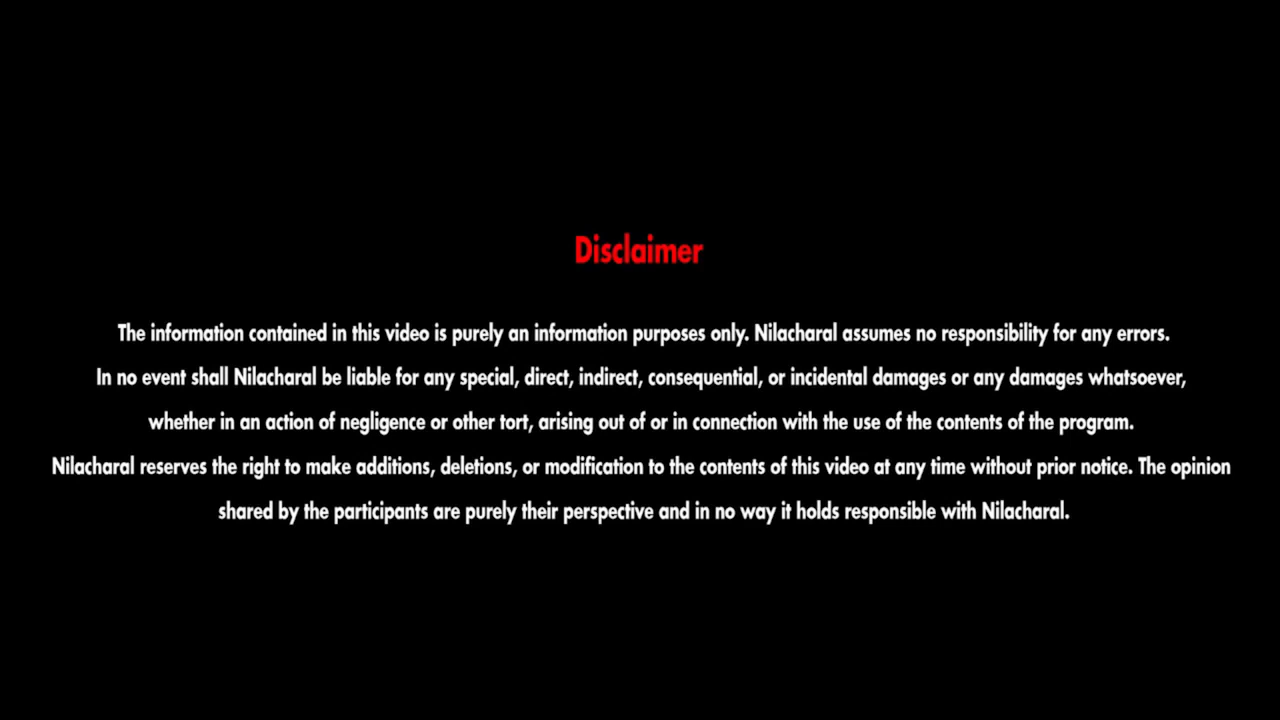 Disclaimer
The information contained in this video is purely an information purposes only. Nilacharal assumes no responsibility for any errors.
In no event shall Nilacharal be liable for any special, direct, indirect, consequential, or incidental damages or any damages whatsoever,
whether in an action of negligence or other tort, arising out of or in connection with the use of the contents of the program.
Nilacharal reserves the right to make additions, deletions, or modification to the contents of this video at any time without prior notice. The opinion
shared by the participants are purely their perspective and in no way it holds responsible with Nilacharal.